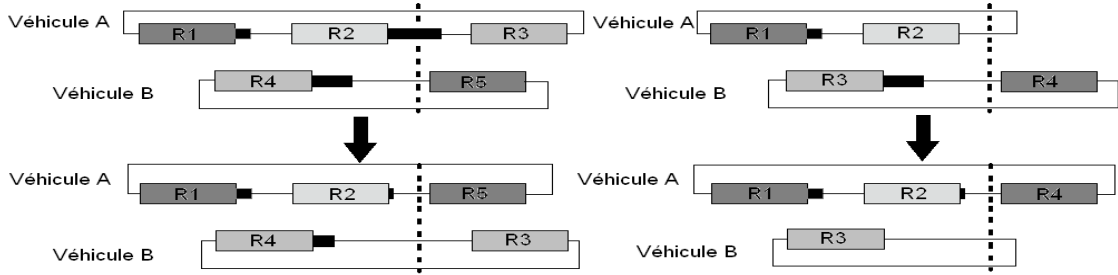 Véhicule A R1 R2 R3
Véhicule B R4 R5
Véhicule A R1 R2 R5
Véhicule B R4 R3
Véhicule A R1 R2
Véhicule B R3 R4
Véhicule A R1 R2 R4
Véhicule B R3